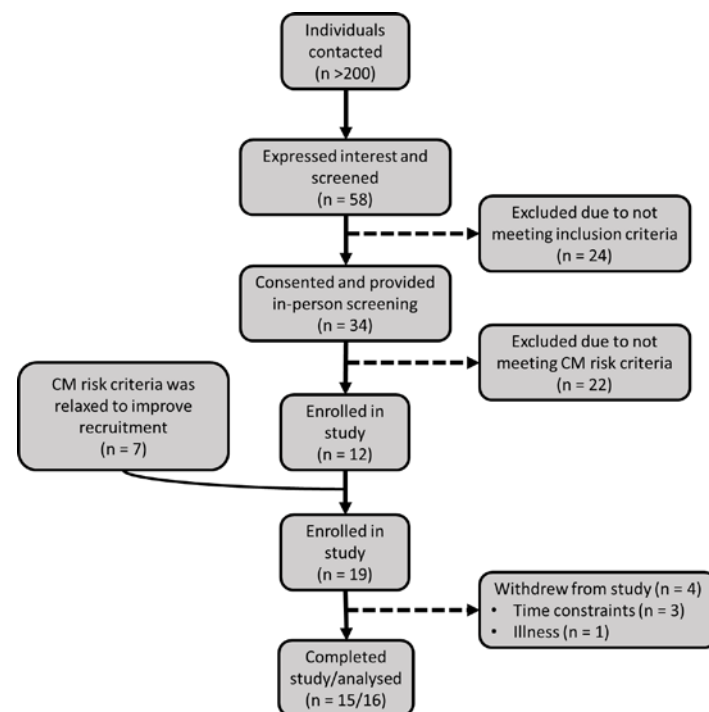 Individuals
contacted
(n >200)
Expressed interest and
screened
(n = 58)
Excluded due to not
meeting inclusion criteria
(n = 24)
Consented and provided
in-person screening
(n = 34)
Excluded due to not
meeting CM risk criteria
(n = 22)
CM risk criteria was
relaxed to improve
recruitment
(n = 7)
Enrolled in
study
(n = 12)
Enrolled in
study
(n = 19)
Withdrew from study (n = 4)
• Time constraints (n = 3)
• Illness (n = 1)
Completed
study/analysed
(n = 15/16)